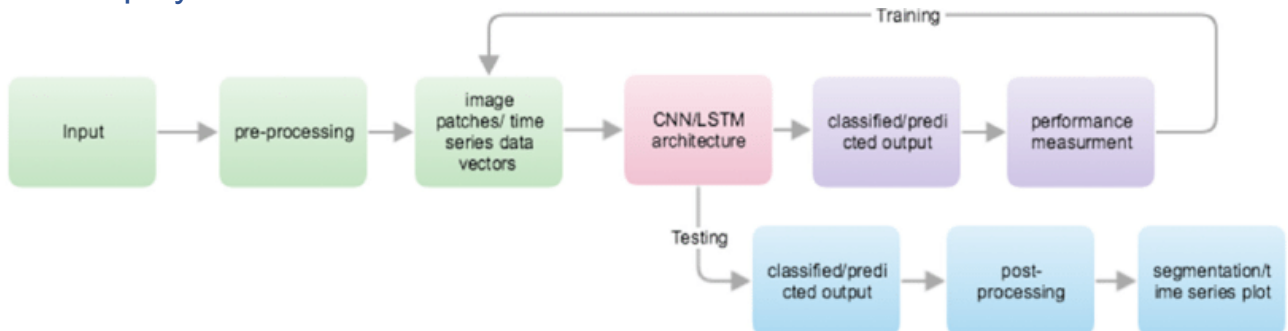 Training
Input
pre-processing
image
patches/ time
series data
vectors
CNN/LSTM
architecture
classified/predi
cted output
performance
measurment
Testing
classified/predi
cted output
post-
processing
segmentation/t
ime series plot